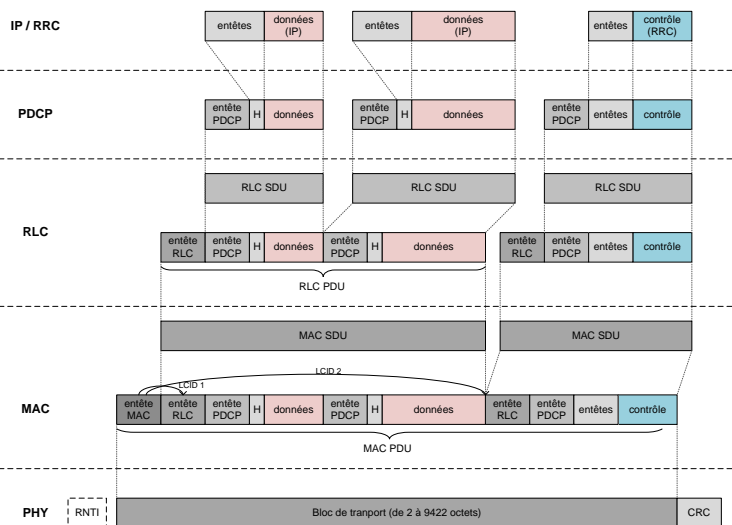 IP / RRC
entêtes
données
(IP)
entêtes
données
(IP)
entêtes
contrôle
(RRC)
PDCP
entête
PDCP
H
données
entête
PDCP
H
données
entête
PDCP
entêtes
contrôle
RLC SDU
RLC SDU
RLC SDU
RLC
entête
RLC
entête
PDCP
H
données
entête
PDCP
H
données
entête
RLC
entête
PDCP
entêtes
contrôle
RLC PDU
MAC SDU
MAC SDU
LCID 2
LCID 1
MAC
entête
MAC
entête
RLC
entête
PDCP
H
données
entête
PDCP
H
données
entête
RLC
entête
PDCP
entêtes
contrôle
MAC PDU
PHY
RNTI
Bloc de tranport (de 2 à 9422 octets)
CRC